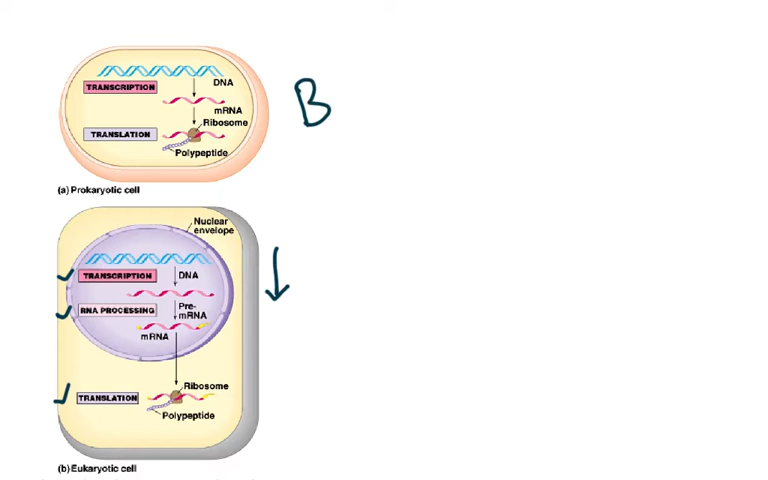 DNA
TRANSCRIPTION
mRNA
Ribosome
TRANSLATION
Polypeptide
(a) Prokaryotic cell
B
Nuclear
envelope
TRANSCRIPTION
DNA
RNA PROCESSING
Pre-
mRNA
mRNA
Ribosome
TRANSLATION
Polypeptide
(b) Eukaryotic cell